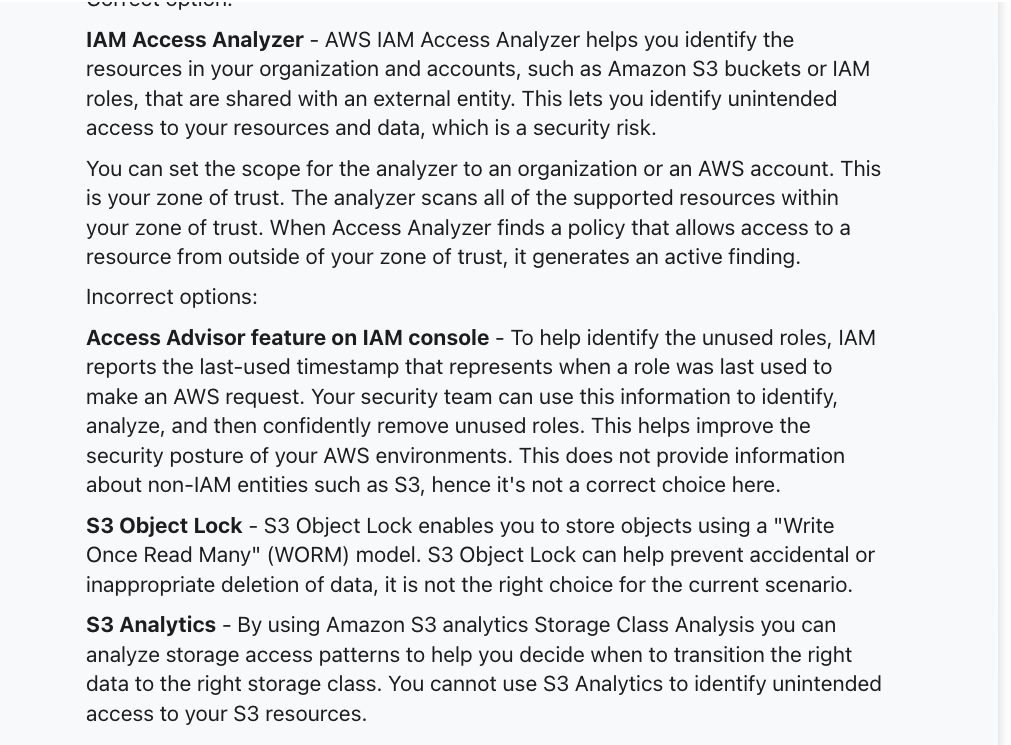 Correct option:
IAM Access Analyzer - AWS IAM Access Analyzer helps you identify the
resources in your organization and accounts, such as Amazon S3 buckets or IAM
roles, that are shared with an external entity. This lets you identify unintended
access to your resources and data, which is a security risk.
You can set the scope for the analyzer to an organization or an AWS account. This
is your zone of trust. The analyzer scans all of the supported resources within
your zone of trust. When Access Analyzer finds a policy that allows access to a
resource from outside of your zone of trust, it generates an active finding.
Incorrect options:
Access Advisor feature on IAM console - To help identify the unused roles, IAM
reports the last-used timestamp that represents when a role was last used to
make an AWS request. Your security team can use this information to identify,
analyze, and then confidently remove unused roles. This helps improve the
security posture of your AWS environments. This does not provide information
about non-IAM entities such as S3, hence it's not a correct choice here.
S3 Object Lock - S3 Object Lock enables you to store objects using a "Write
Once Read Many" (WORM) model. S3 Object Lock can help prevent accidental or
inappropriate deletion of data, it is not the right choice for the current scenario.
S3 Analytics - By using Amazon S3 analytics Storage Class Analysis you can
analyze storage access patterns to help you decide when to transition the right
data to the right storage class. You cannot use S3 Analytics to identify unintended
access to your S3 resources.